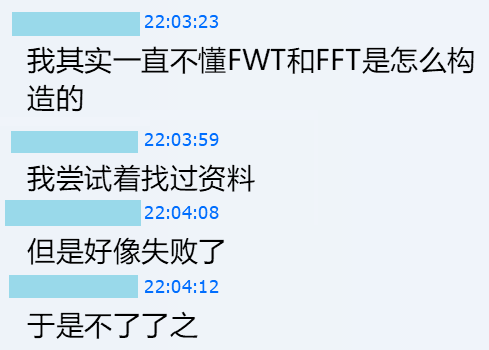 22:03:23
我其实一直不懂FWT和FFT是怎么构
造的
22:03:59
我尝试着找过资料
22:04:08
但是好像失败了
22:04:12
于是不了了之